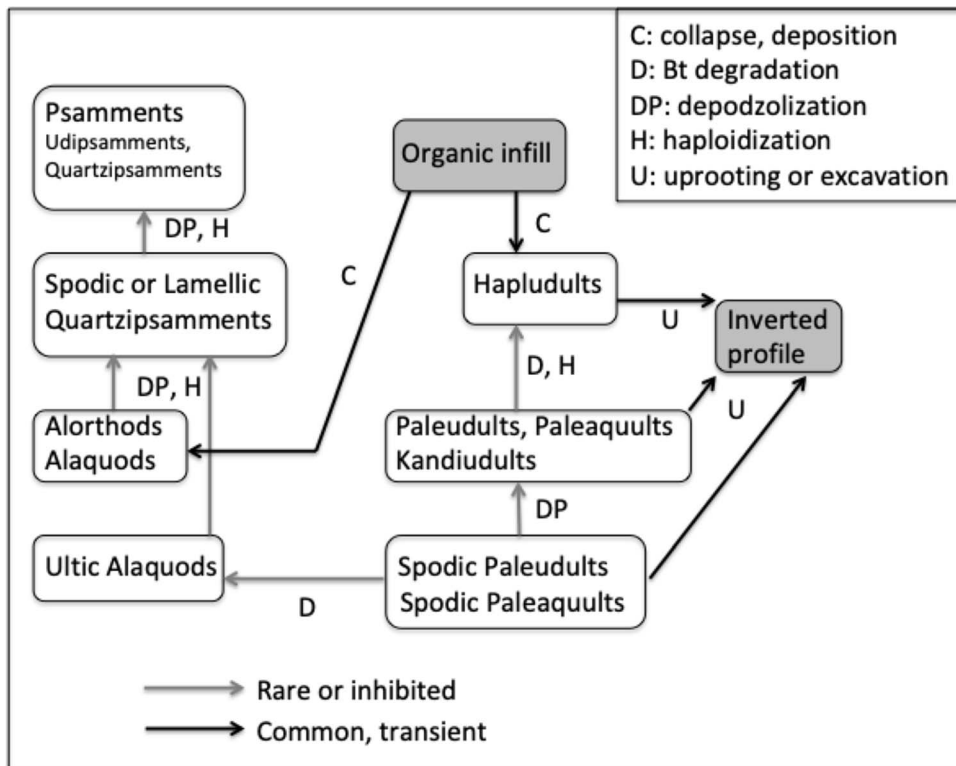 C: collapse, deposition
D: Bt degradation
DP: depodzolization
H: haploidization
U: uprooting or excavation
Psamments
Udipsamments,
Quartzipsamments
Organic infill
DP, H
C
C
Spodic or Lamellic
Quartzipsamments
Hapludults
U
Inverted
profile
DP, H
D, H
U
Alorthods
Alaquods
Paleudults, Paleaquults
Kandiudults
DP
Ultic Alaquods
D
Spodic Paleudults
Spodic Paleaquults
Rare or inhibited
Common, transient